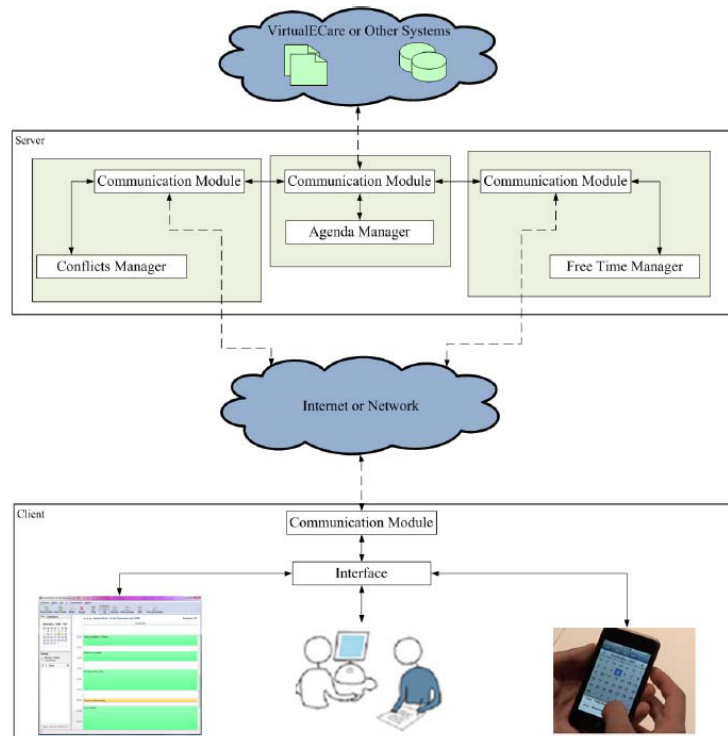 VirtualECare or Other Systems
Server
Communication Module
Communication Module
Communication Module
Agenda Manager
Conflicts Manager
Free Time Manager
Internet or Network
Client
Communication Module
Interface